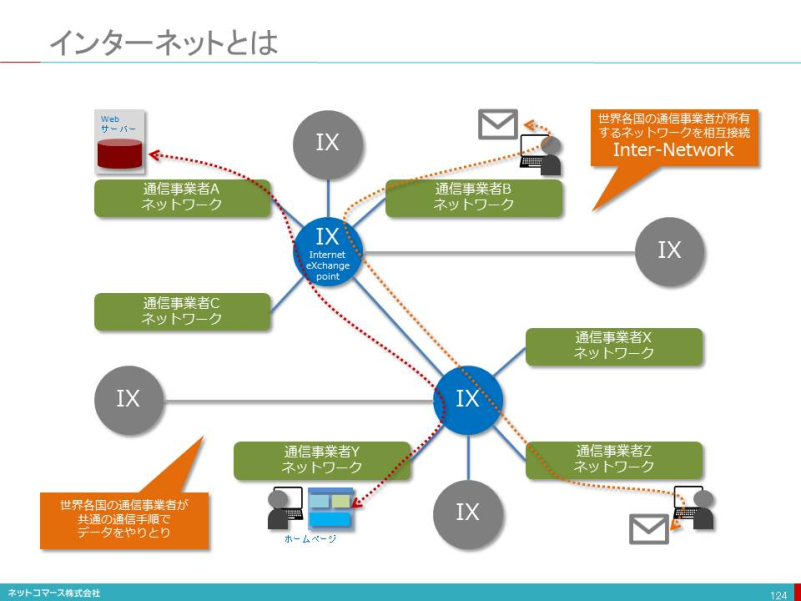 インターネットとは
Web
サーバー
IX
世界各国の通信事業者が所有
するネットワークを相互接続
Inter-Network
通信事業者A
ネットワーク
通信事業者B
ネットワーク
IX
Internet
eXchange
point
IX
通信事業者C
ネットワーク
通信事業者X
ネットワーク
IX
IX
通信事業者Y
ネットワーク
通信事業者Z
ネットワーク
世界各国の通信事業者が
共通の通信手順で
データをやりとり
ホームページ
IX
ネットコマース株式会社
124